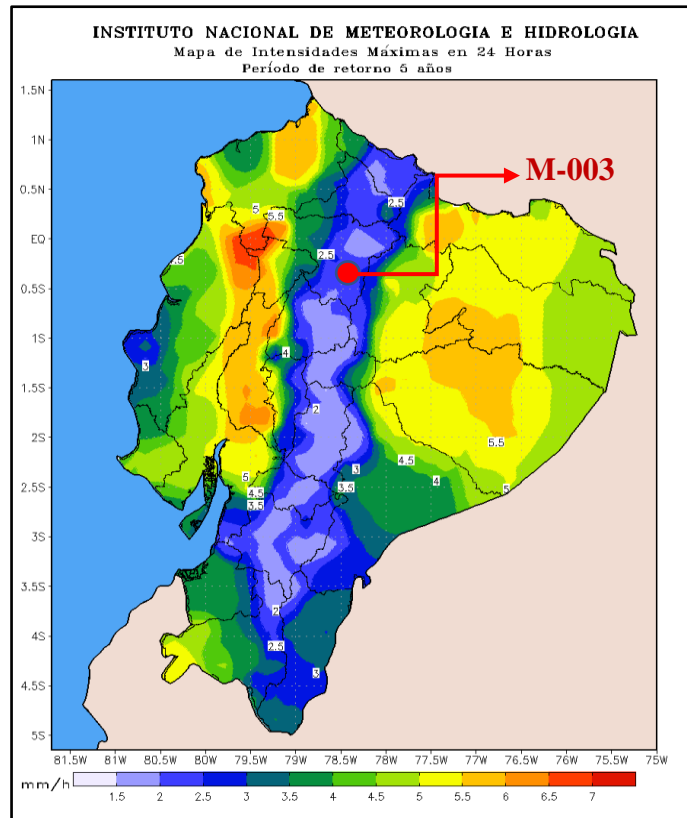 INSTITUTO NACIONAL DE METEOROLOGIA E HIDROLOGIA
Mapa de Intensidades Máximas en 24 Horas
Período de retorno 5 años
1.5N
1N
M-003
0.5N
2.5
5
5.5
EQ
2.5
.5
0.5S
1S
4
3
1.5S
2
5.5
2S
4.5
3
5
4
2.5S
3.5
5
4.5
3.5
3S
3.5S
2
4S
2.5
4.5S
3
5S
81.5W 81W 80.5W 80W 79.5W 79W 78.5W 78W 77.5W 77W 76.5W 76W 75.5W 75W
mm/h
1.5 2 2.5 3 3.5 4 4.5 5 5.5 6 6.5 7